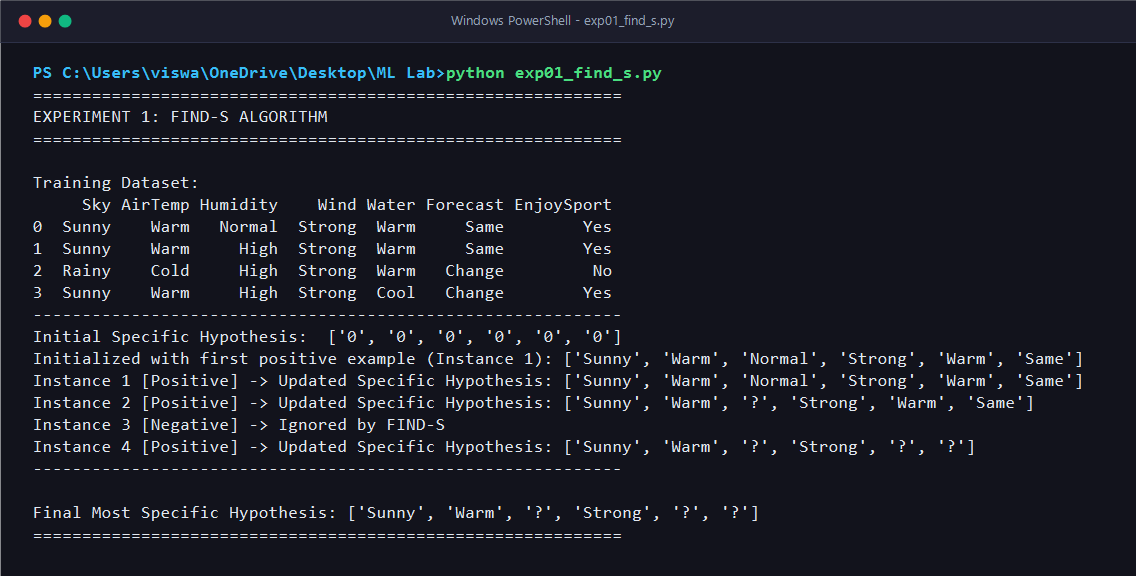 Windows PowerShell - exp01_find_s.py
PS C:\Users\viswa\OneDrive\Desktop\ML Lab>python exp01_find_s.py
============================================================
EXPERIMENT 1: FIND-S ALGORITHM
============================================================
Training Dataset:
     Sky AirTemp Humidity    Wind Water Forecast EnjoySport
0  Sunny    Warm   Normal  Strong  Warm     Same        Yes
1  Sunny    Warm     High  Strong  Warm     Same        Yes
2  Rainy    Cold     High  Strong  Warm   Change         No
3  Sunny    Warm     High  Strong  Cool   Change        Yes
------------------------------------------------------------
Initial Specific Hypothesis:  ['0', '0', '0', '0', '0', '0']
Initialized with first positive example (Instance 1): ['Sunny', 'Warm', 'Normal', 'Strong', 'Warm', 'Same']
Instance 1 [Positive] -> Updated Specific Hypothesis: ['Sunny', 'Warm', 'Normal', 'Strong', 'Warm', 'Same']
Instance 2 [Positive] -> Updated Specific Hypothesis: ['Sunny', 'Warm', '?', 'Strong', 'Warm', 'Same']
Instance 3 [Negative] -> Ignored by FIND-S
Instance 4 [Positive] -> Updated Specific Hypothesis: ['Sunny', 'Warm', '?', 'Strong', '?', '?']
------------------------------------------------------------
Final Most Specific Hypothesis: ['Sunny', 'Warm', '?', 'Strong', '?', '?']
============================================================